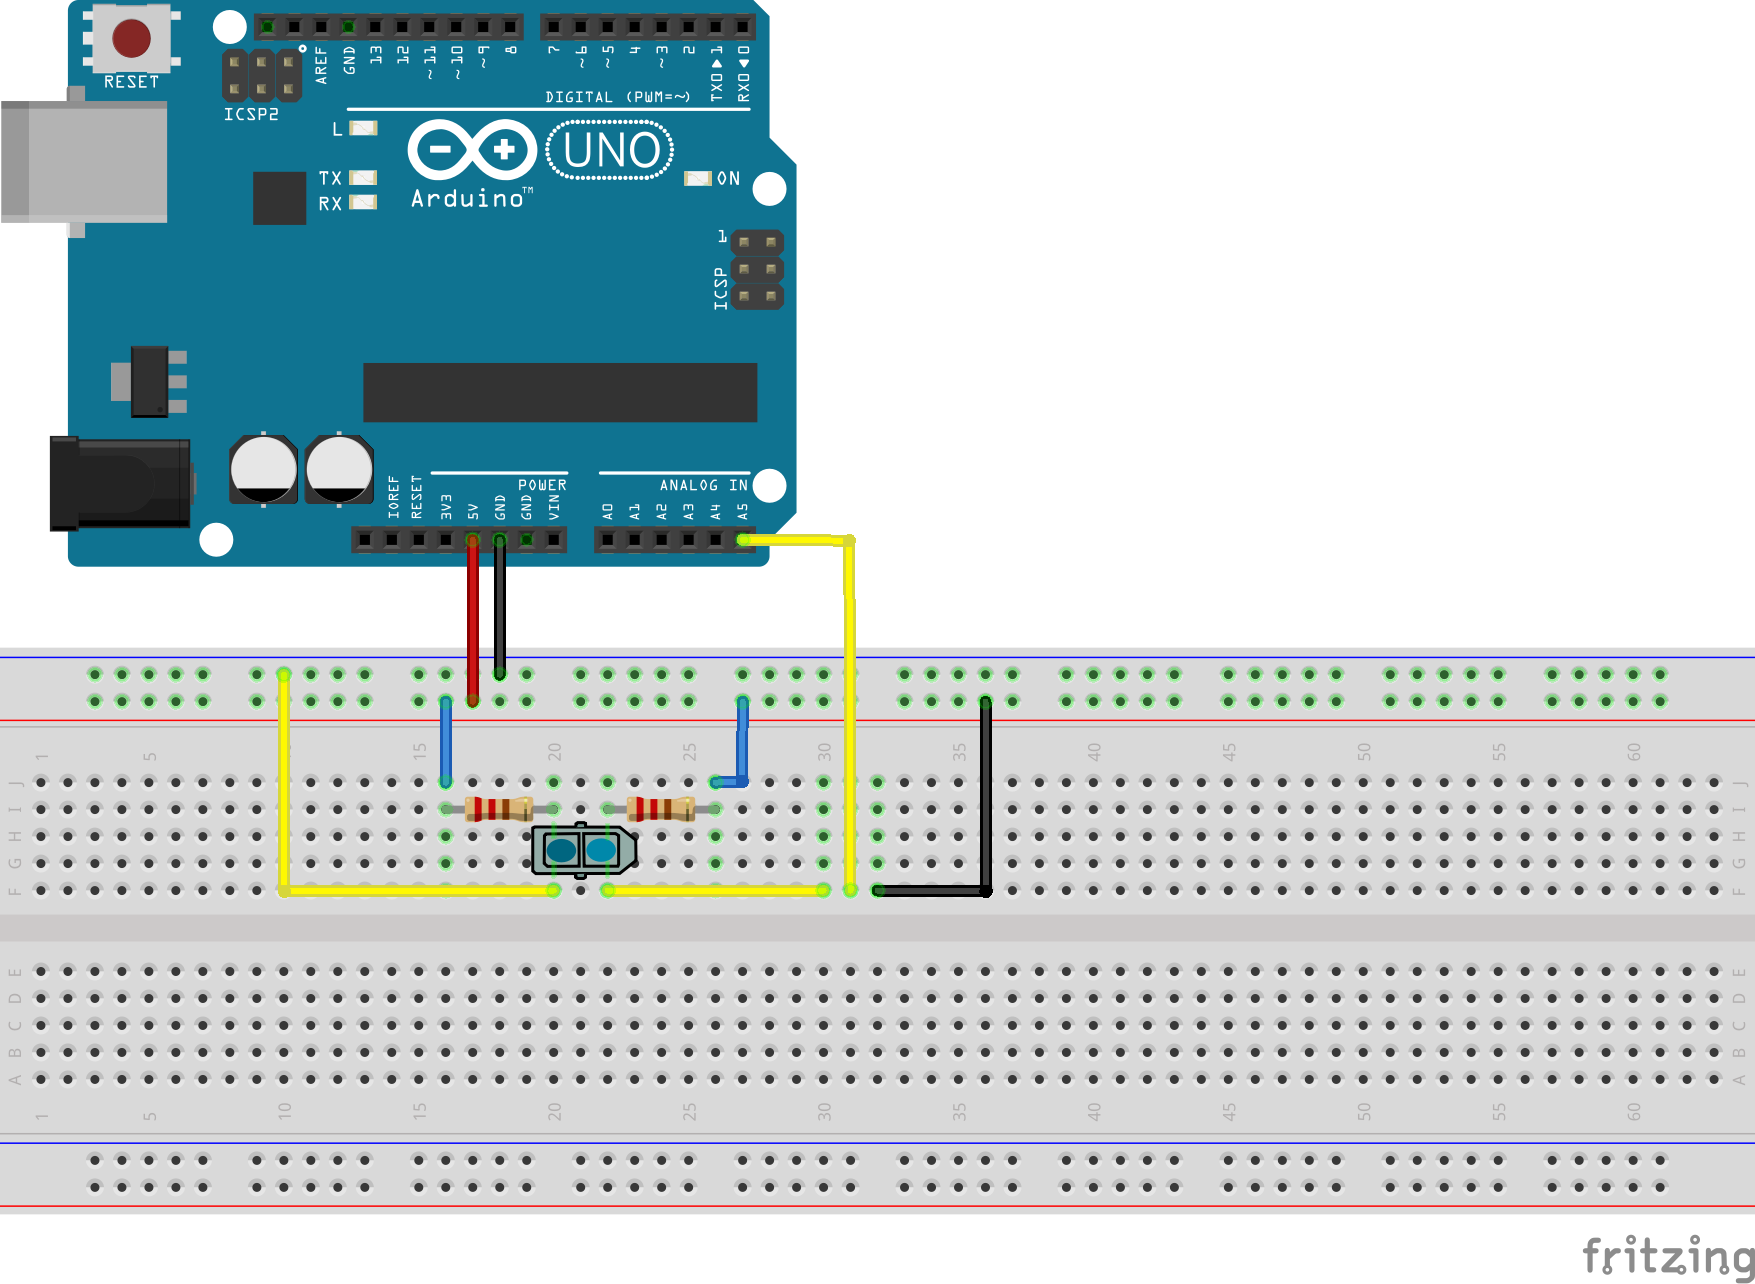 RESET
ICSP2
AREF
GND
13
12
~11
~10
~9
8
7
~6
~5
4
~3
2
TX0 ▶ 1
RX0 ◀ 0
DIGITAL (PWM=~)
L
TX
RX
UNO
Arduino™
ON
1
ICSP
IOREF
RESET
3V3
5V
GND
GND
VIN
POWER
A0
A1
A2
A3
A4
A5
ANALOG IN
1 5 15 20 25 30 35 40 45 50 55 60
J J
I I
H H
G G
F F
E E
D D
C C
B B
A A
1 5 10 15 20 25 30 35 40 45 50 55 60
fritzing